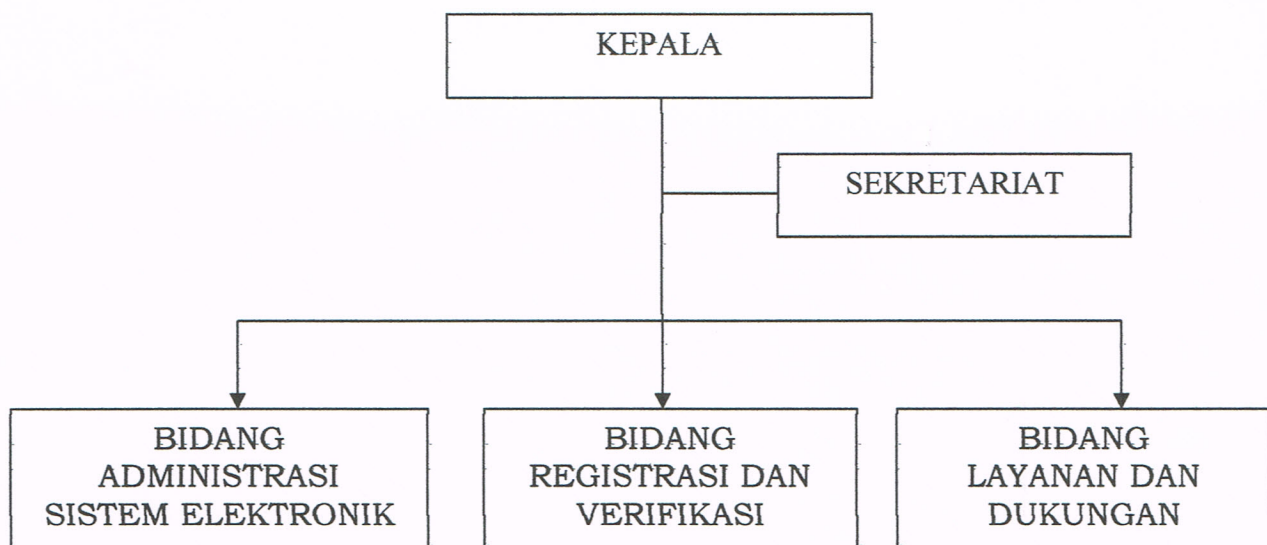 KEPALA
SEKRETARIAT
BIDANG
ADMINISTRASI
SISTEM ELEKTRONIK
BIDANG
REGISTRASI DAN
VERIFIKASI
BIDANG
LAYANAN DAN
DUKUNGAN